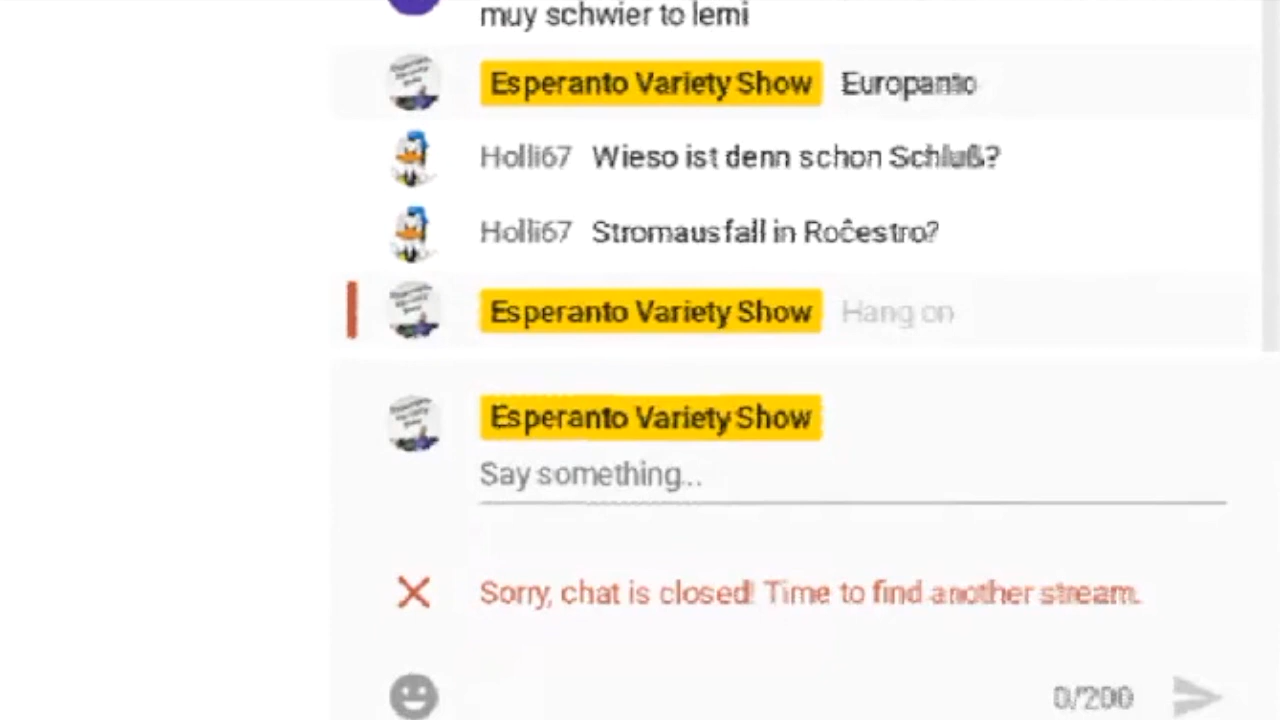 muy schwier to lerni
Esperanto Variety Show Europanto
Holli67 Wieso ist denn schon Schluß?
Holli67 Stromausfall in Roĉestro?
Esperanto Variety Show Hang on
Esperanto Variety Show
Say something...
Sorry, chat is closed! Time to find another stream.
0/200